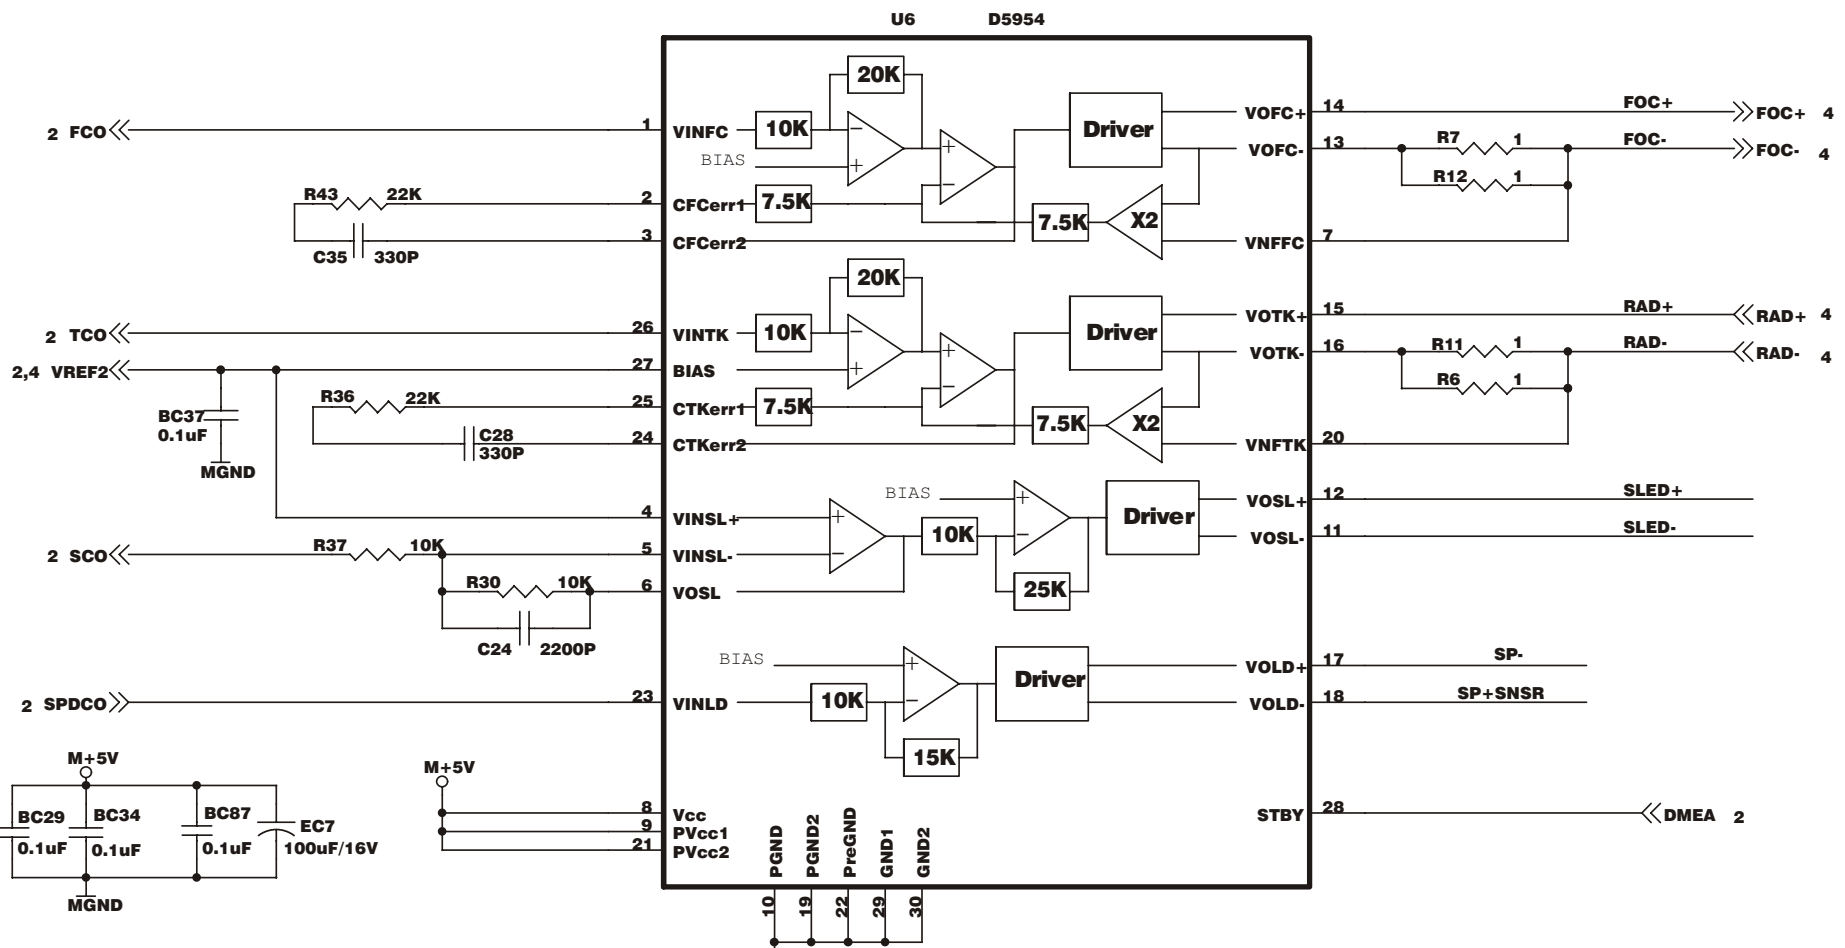 U6 D5954
20K
2 FCO 1 VINFC 10K Driver VOFC+ 14 FOC+ FOC+ 4
BIAS VOFC- 13 R7 1 FOC- FOC- 4
R12 1
R43 22K 2 CFCerr1 7.5K 7.5K X2
C35 330P 3 CFCerr2 VNFFC 7
20K
2 TCO 26 VINTK 10K Driver VOTK+ 15 RAD+ RAD+ 4
2,4 VREF2 27 BIAS VOTK- 16 R11 1 RAD- RAD- 4
R6 1
R36 22K 25 CTKerr1 7.5K 7.5K X2
BC37
0.1uF
C28
330P
24 CTKerr2 VNFTK 20
MGND
BIAS VOSL+ 12 SLED+
4 VINSL+ 10K Driver VOSL- 11 SLED-
2 SCO R37 10K 5 VINSL-
R30 10K 6 VOSL 25K
C24 2200P
BIAS VOLD+ 17 SP-
2 SPDCO 23 VINLD 10K Driver VOLD- 18 SP+SNSR
15K
M+5V M+5V
BC29 BC34 BC87 EC7
0.1uF 0.1uF 0.1uF 100uF/16V
MGND
8 Vcc STBY 28 DMEA 2
9 PVcc1
21 PVcc2
PGND PGND2 PreGND GND1 GND2
10 19 22 29 30